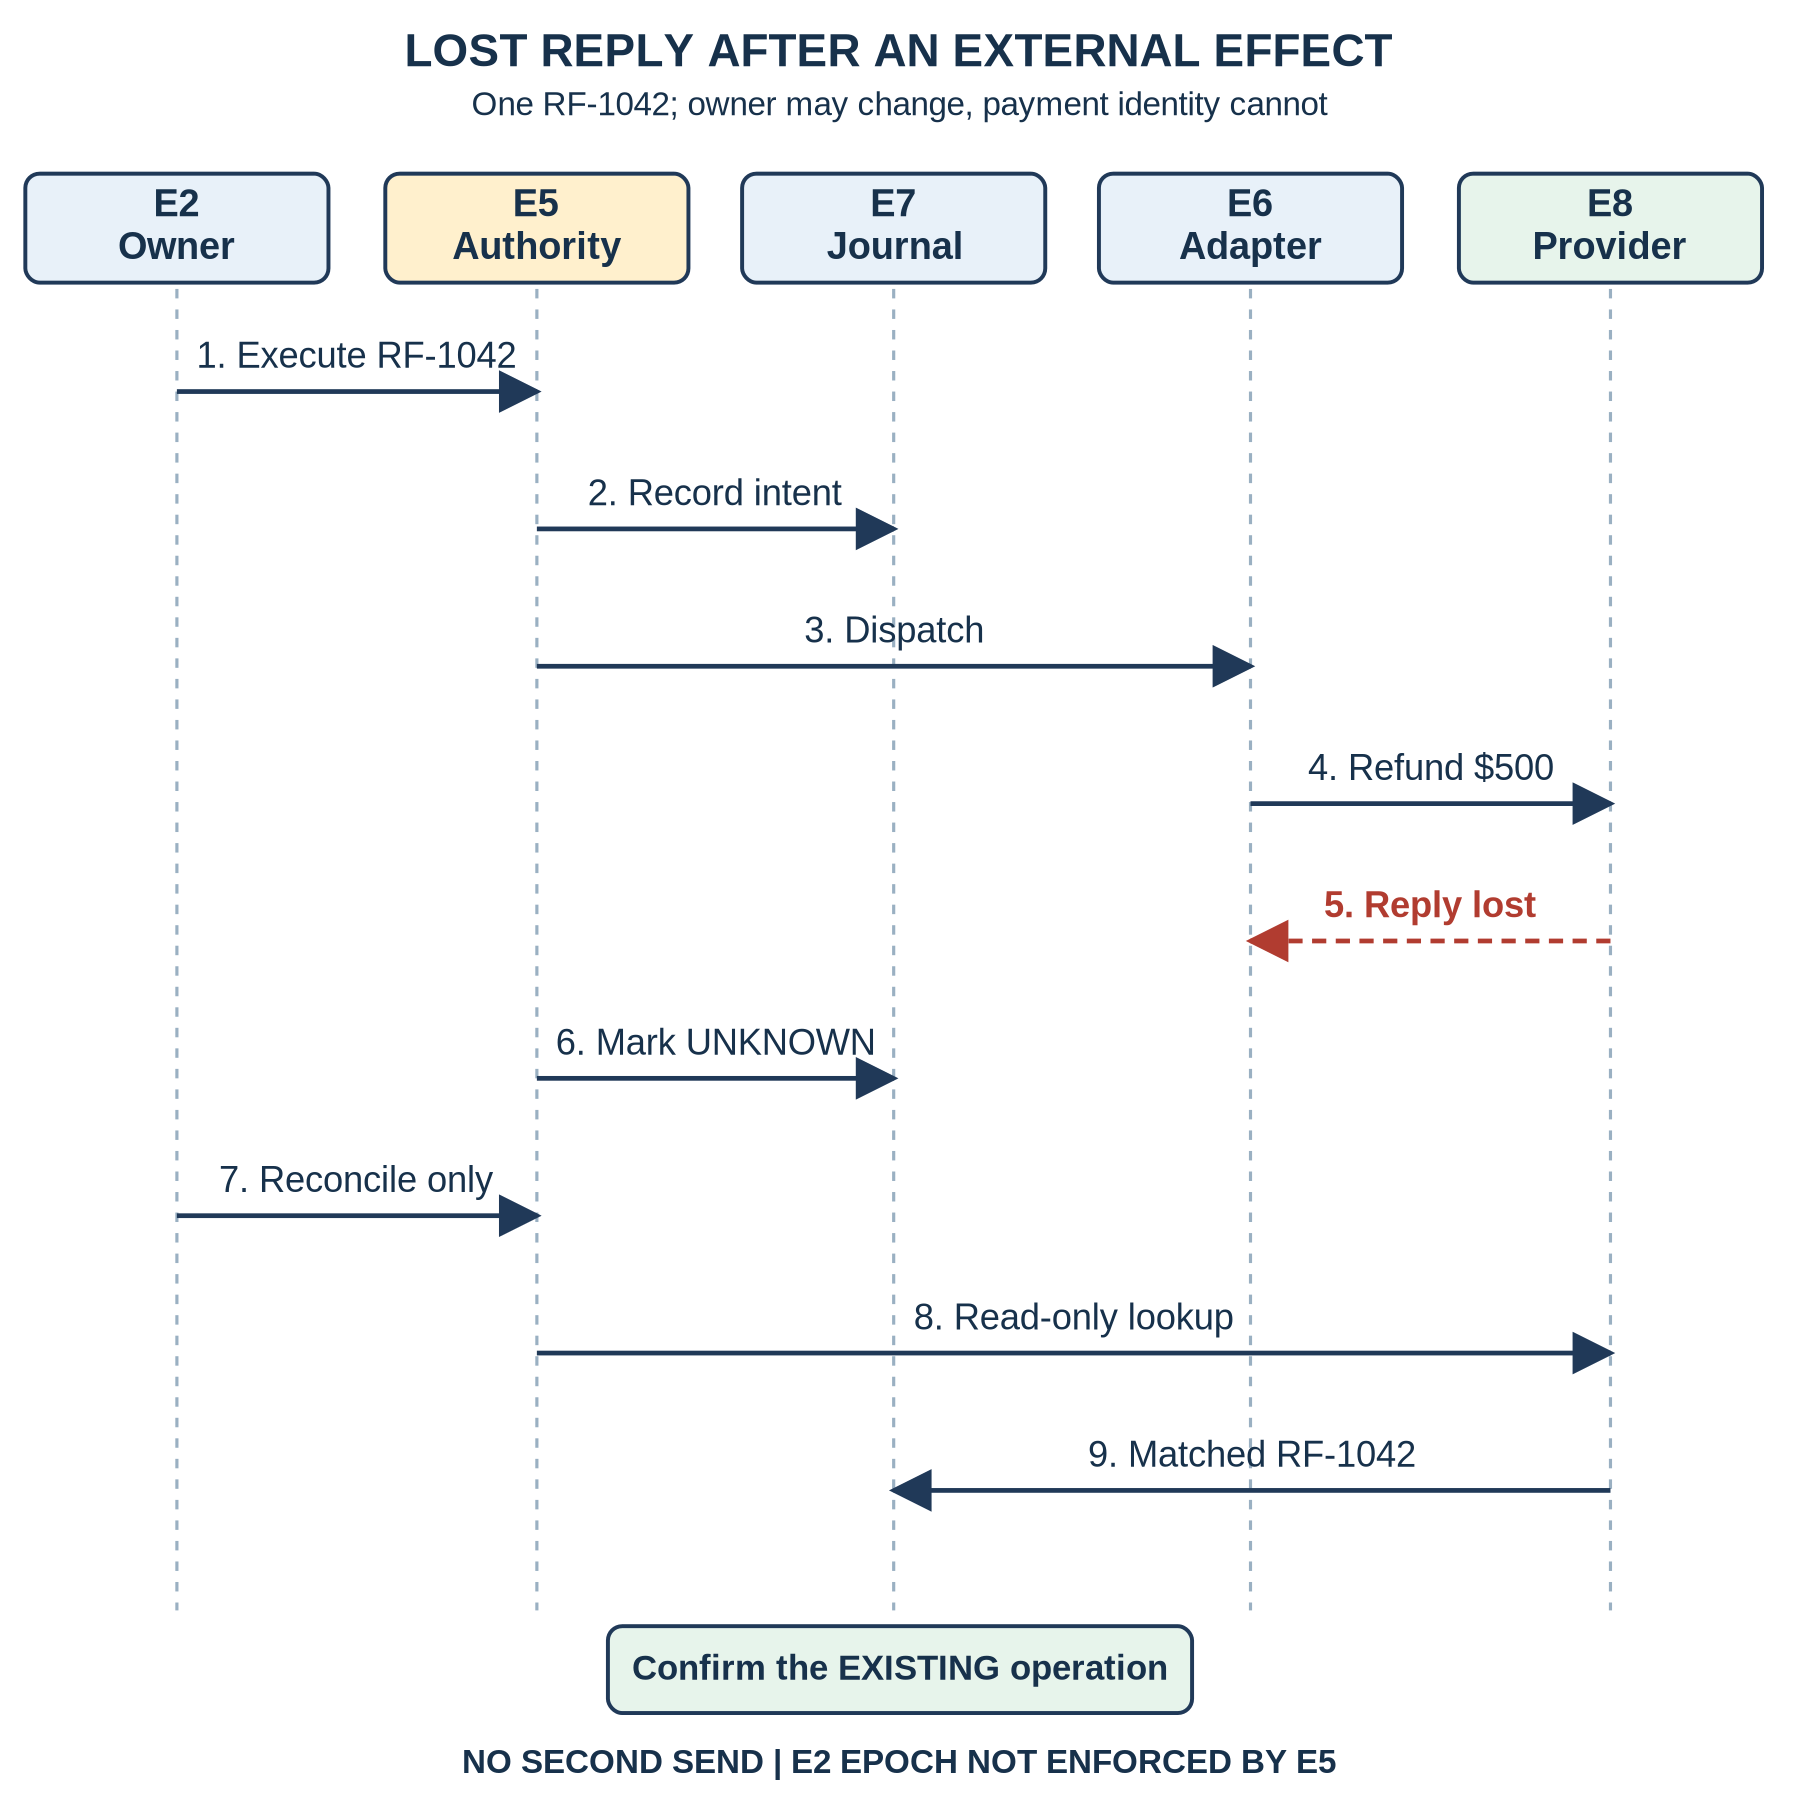 LOST REPLY AFTER AN EXTERNAL EFFECT
One RF-1042; owner may change, payment identity cannot
E2
Owner
E5
Authority
E7
Journal
E6
Adapter
E8
Provider
1. Execute RF-1042
2. Record intent
3. Dispatch
4. Refund $500
5. Reply lost
6. Mark UNKNOWN
7. Reconcile only
8. Read-only lookup
9. Matched RF-1042
Confirm the EXISTING operation
NO SECOND SEND | E2 EPOCH NOT ENFORCED BY E5